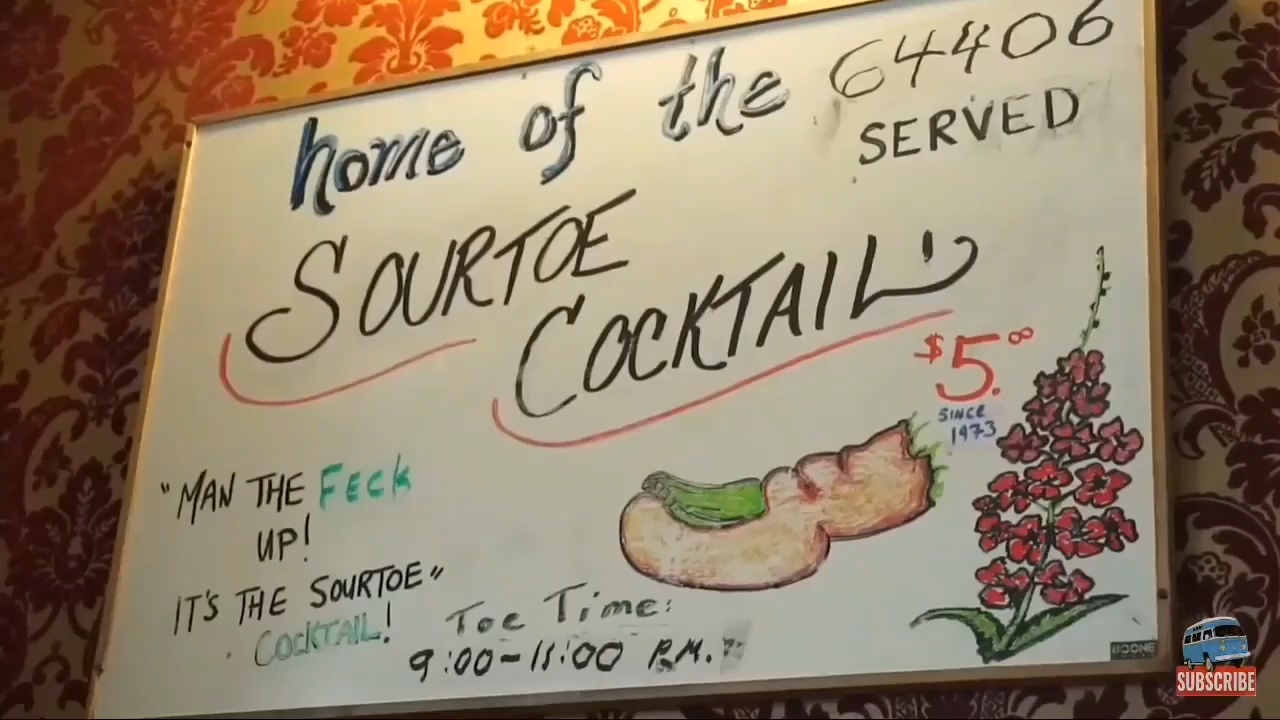 home of the
64406
SERVED
SOURTOE
COCKTAIL
$5.00
SINCE
1973
"MAN THE FECK
UP!
IT'S THE SOURTOE"
COCKTAIL!
Toe Time:
9:00-11:00 P.M.
BOONE
SUBSCRIBE